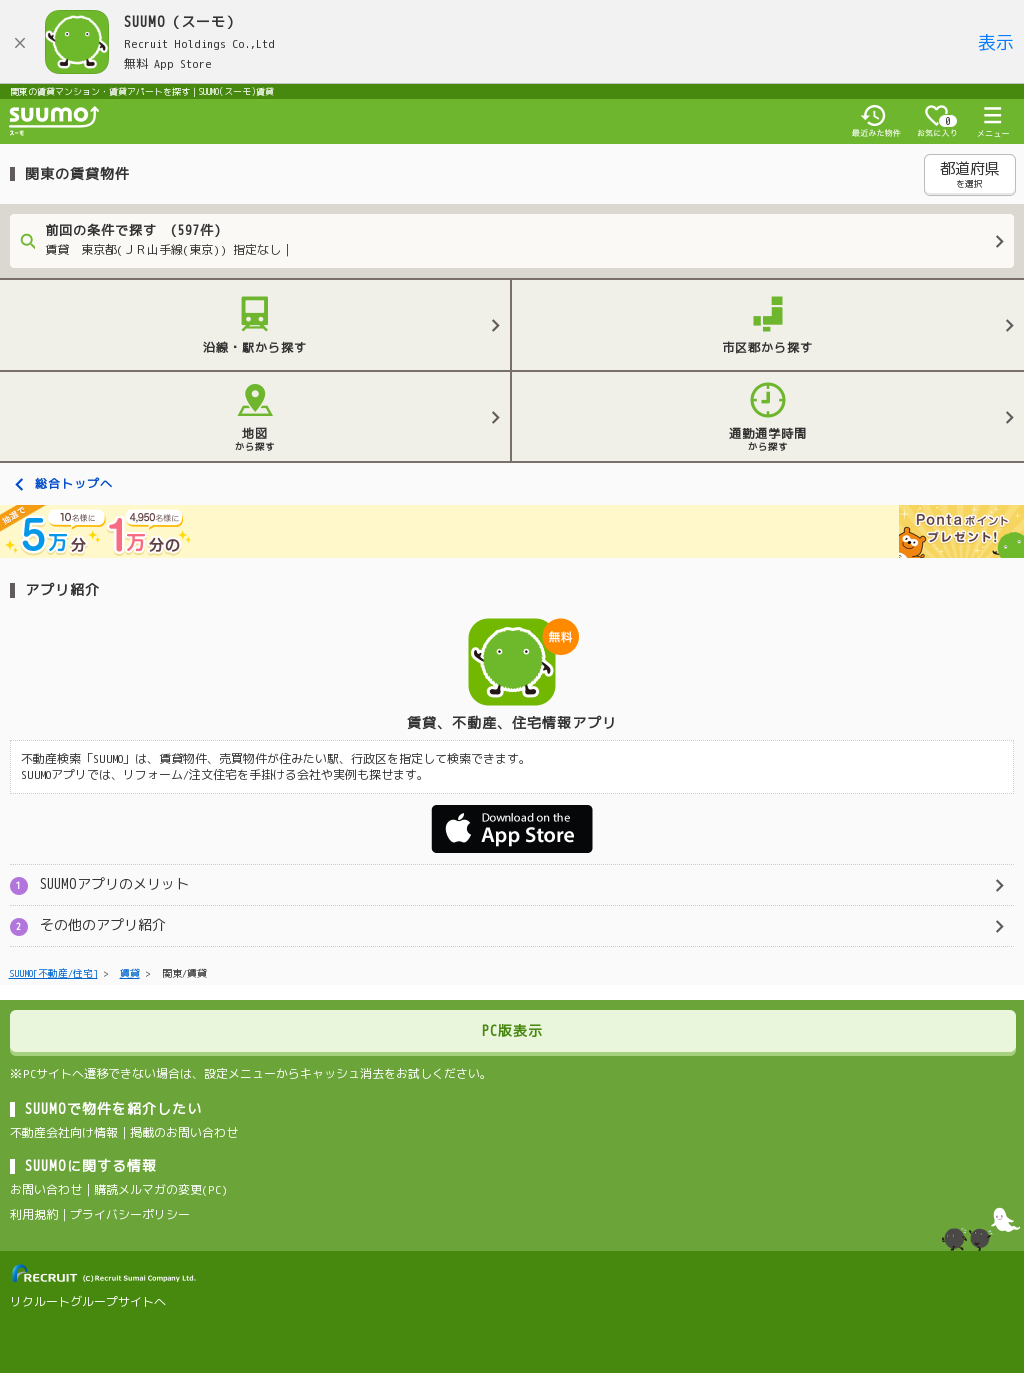 SUUMO (スーモ)
Recruit Holdings Co.,Ltd
無料 App Store
表示
関東の賃貸マンション・賃貸アパートを探す | SUUMO(スーモ)賃貸
SUUMO
スーモ
最近みた物件
0
お気に入り
メニュー
関東の賃貸物件
都道府県
を選択
前回の条件で探す (597件)
賃貸　東京都(ＪＲ山手線(東京)) 指定なし |
沿線・駅から探す
市区郡から探す
地図
から探す
通勤通学時間
から探す
総合トップへ
抽選で
10名様に
5万分
4,950名様に
1万分の
Pontaポイント
プレゼント!
アプリ紹介
無料
賃貸、不動産、住宅情報アプリ
不動産検索「SUUMO」は、賃貸物件、売買物件が住みたい駅、行政区を指定して検索できます。
SUUMOアプリでは、リフォーム/注文住宅を手掛ける会社や実例も探せます。
Download on the
App Store
1 SUUMOアプリのメリット
2 その他のアプリ紹介
SUUMO[不動産/住宅] > 賃貸 > 関東/賃貸
PC版表示
※PCサイトへ遷移できない場合は、設定メニューからキャッシュ消去をお試しください。
SUUMOで物件を紹介したい
不動産会社向け情報 | 掲載のお問い合わせ
SUUMOに関する情報
お問い合わせ | 購読メルマガの変更(PC)
利用規約 | プライバシーポリシー
RECRUIT (C)Recruit Sumai Company Ltd.
リクルートグループサイトへ